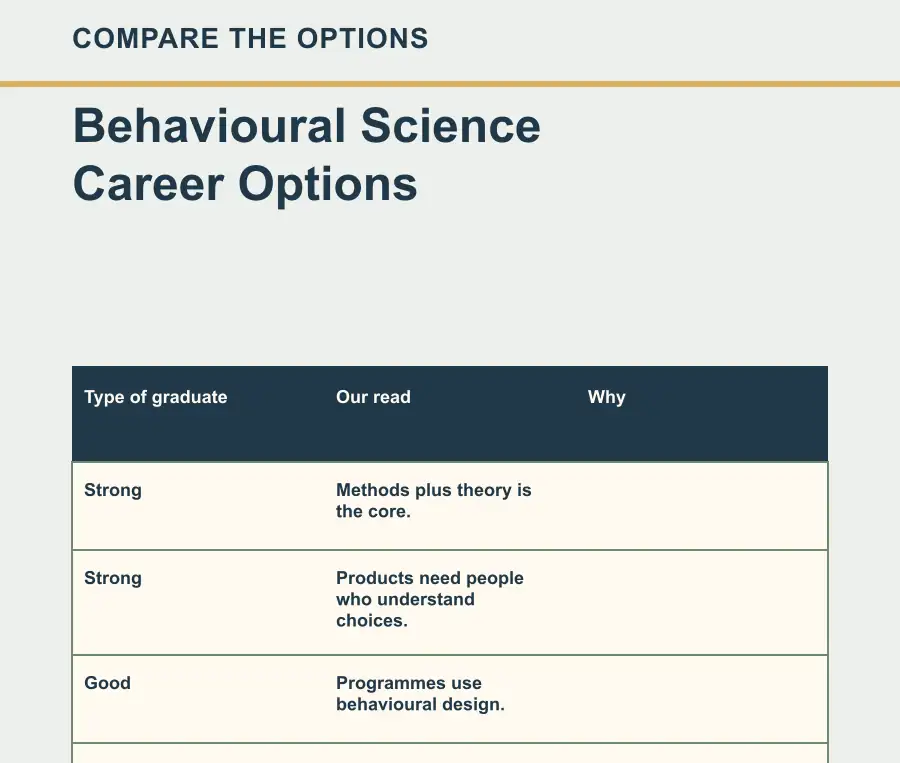 COMPARE THE OPTIONS
Behavioural Science
Career Options
Type of graduate Our read Why
Strong Methods plus theory is
the core.
Strong Products need people
who understand
choices.
Good Programmes use
behavioural design.